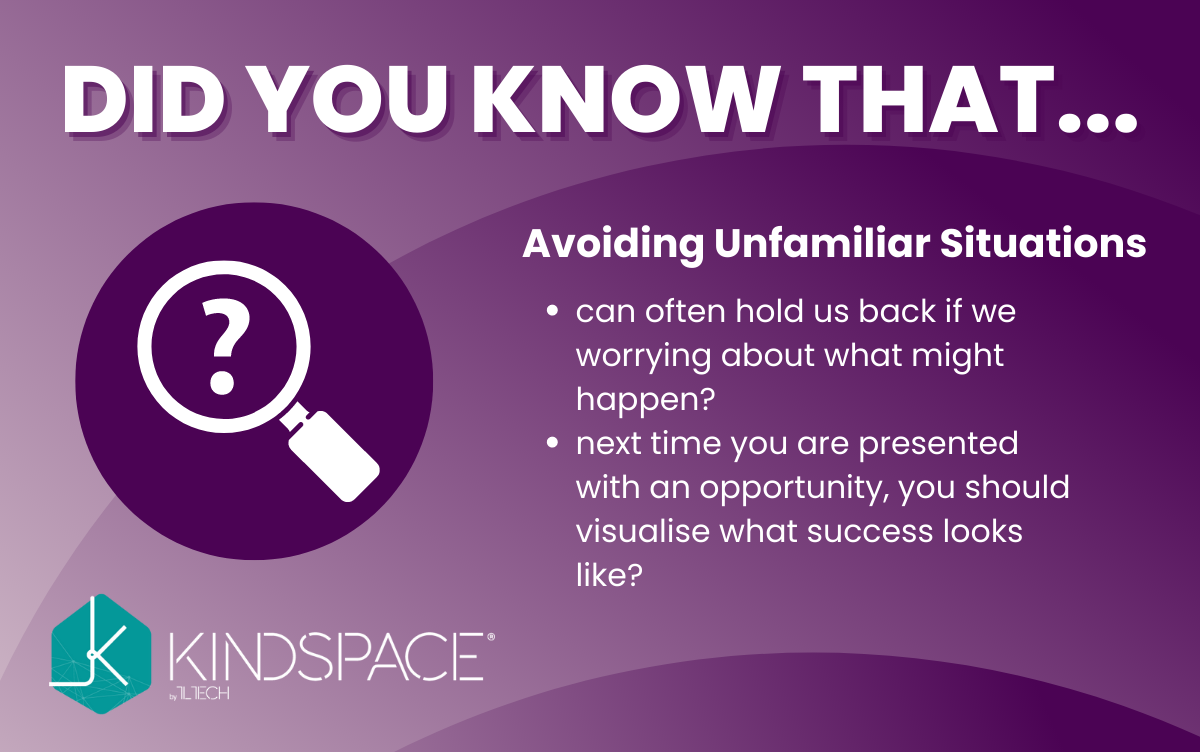 DID YOU KNOW THAT...
?
Avoiding Unfamiliar Situations
• can often hold us back if we
worrying about what might
happen?
• next time you are presented
with an opportunity, you should
visualise what success looks
like?
KINDSPACE®
by 1LTECH